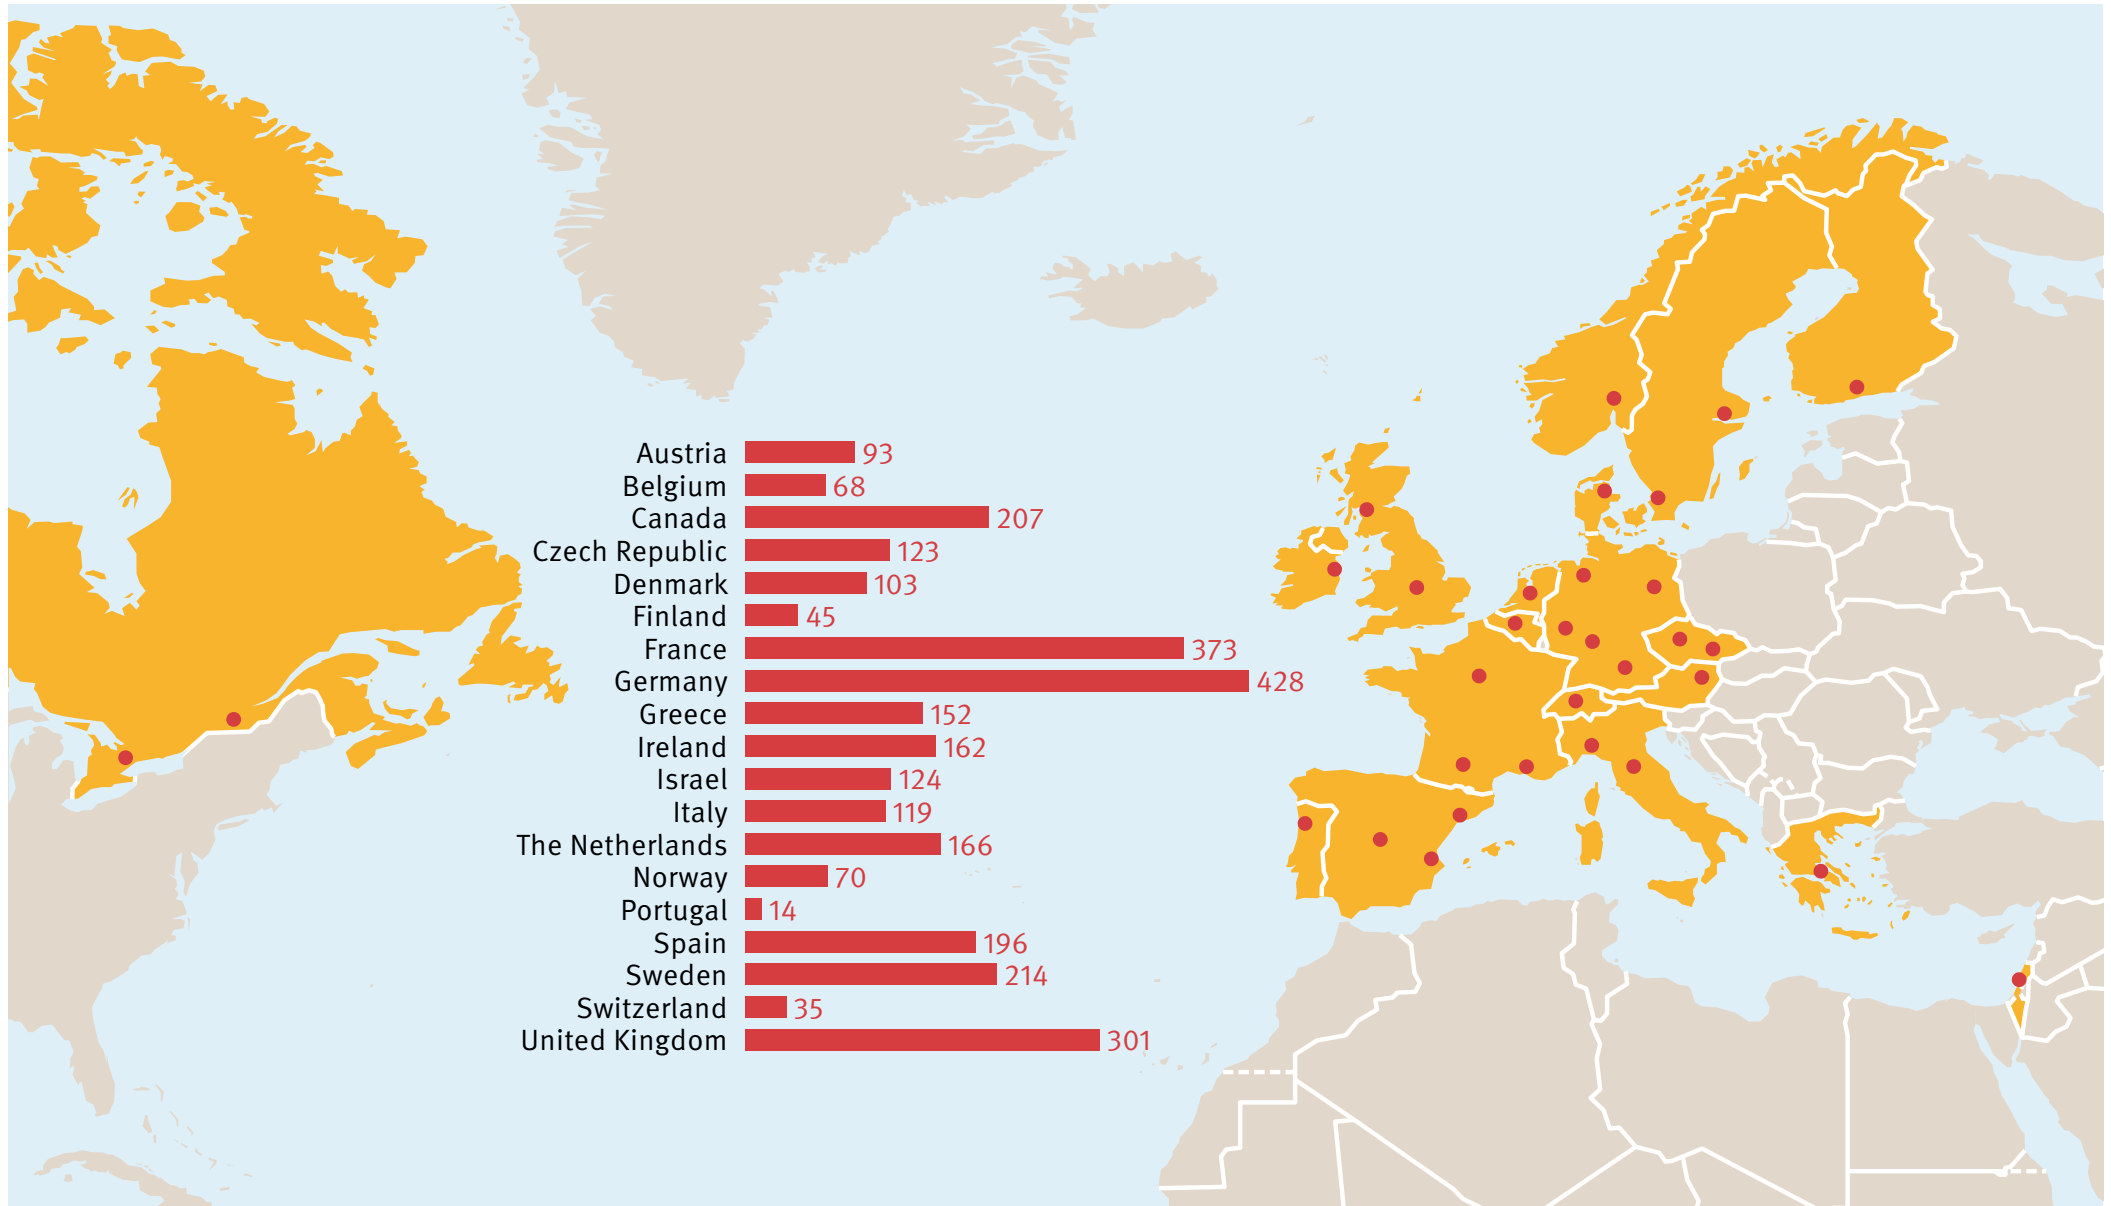 Austria 93
Belgium 68
Canada 207
Czech Republic 123
Denmark 103
Finland 45
France 373
Germany 428
Greece 152
Ireland 162
Israel 124
Italy 119
The Netherlands 166
Norway 70
Portugal 14
Spain 196
Sweden 214
Switzerland 35
United Kingdom 301